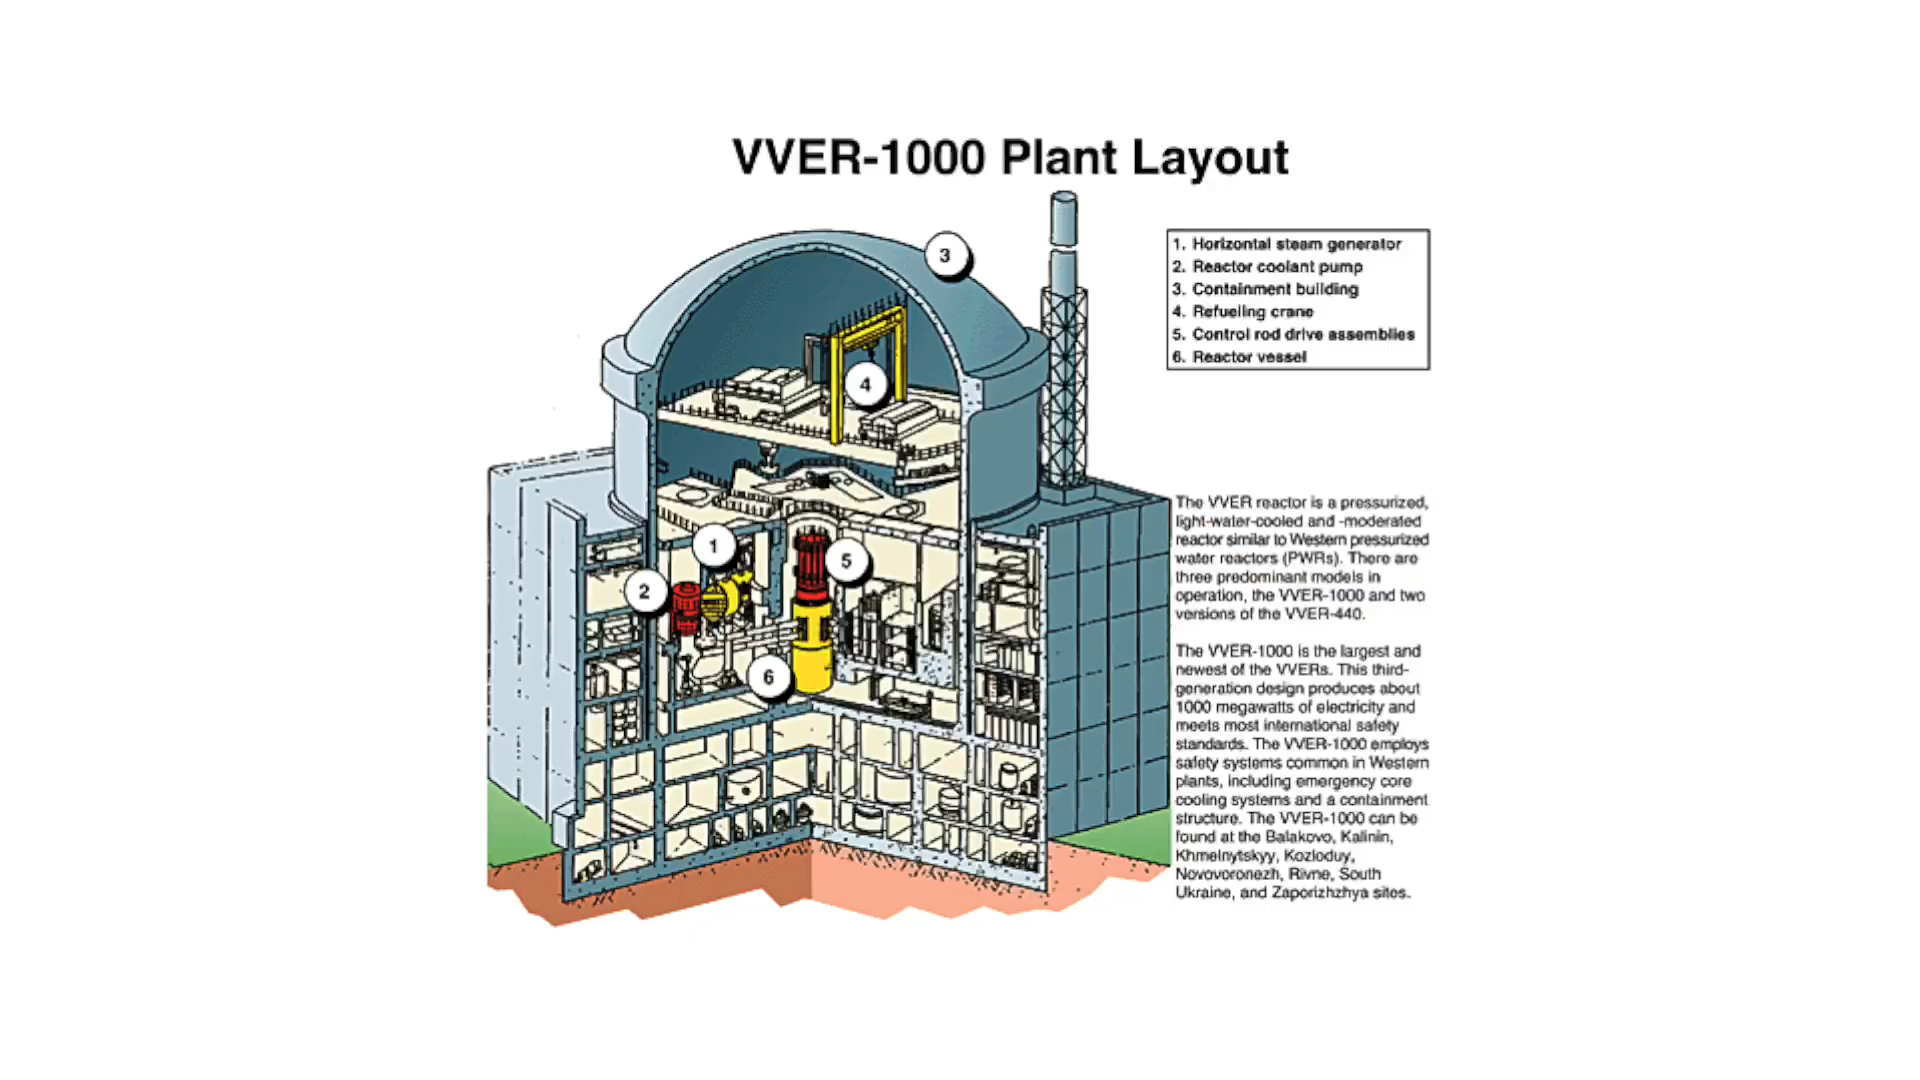 VVER-1000 Plant Layout
1. Horizontal steam generator
2. Reactor coolant pump
3. Containment building
4. Refueling crane
5. Control rod drive assemblies
6. Reactor vessel
3
4
1
5
2
6
The VVER reactor is a pressurized,
light-water-cooled and -moderated
reactor similar to Western pressurized
water reactors (PWRs). There are
three predominant models in
operation, the VVER-1000 and two
versions of the VVER-440.
The VVER-1000 is the largest and
newest of the VVERs. This third-
generation design produces about
1000 megawatts of electricity and
meets most international safety
standards. The VVER-1000 employs
safety systems common in Western
plants, including emergency core
cooling systems and a containment
structure. The VVER-1000 can be
found at the Balakovo, Kalinin,
Khmelnytskyy, Kozloduy,
Novovoronezh, Rivne, South
Ukraine, and Zaporizhzhya sites.